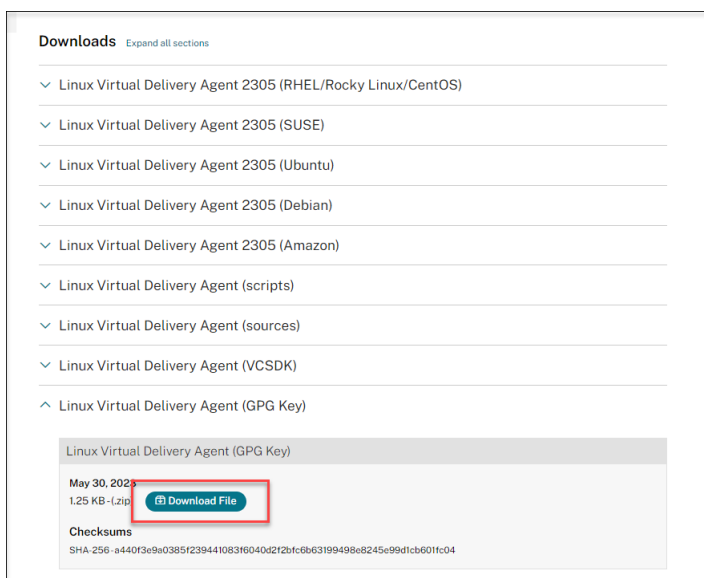 Downloads Expand all sections
Linux Virtual Delivery Agent 2305 (RHEL/Rocky Linux/CentOS)
Linux Virtual Delivery Agent 2305 (SUSE)
Linux Virtual Delivery Agent 2305 (Ubuntu)
Linux Virtual Delivery Agent 2305 (Debian)
Linux Virtual Delivery Agent 2305 (Amazon)
Linux Virtual Delivery Agent (scripts)
Linux Virtual Delivery Agent (sources)
Linux Virtual Delivery Agent (VCSDK)
Linux Virtual Delivery Agent (GPG Key)
Linux Virtual Delivery Agent (GPG Key)
May 30, 2023
1.25 KB - (.zip) Download File
Checksums
SHA-256 - a440f3e9a0385f239441083f6040d2f2bfc6b63199498e8245e99d1cb601fc04